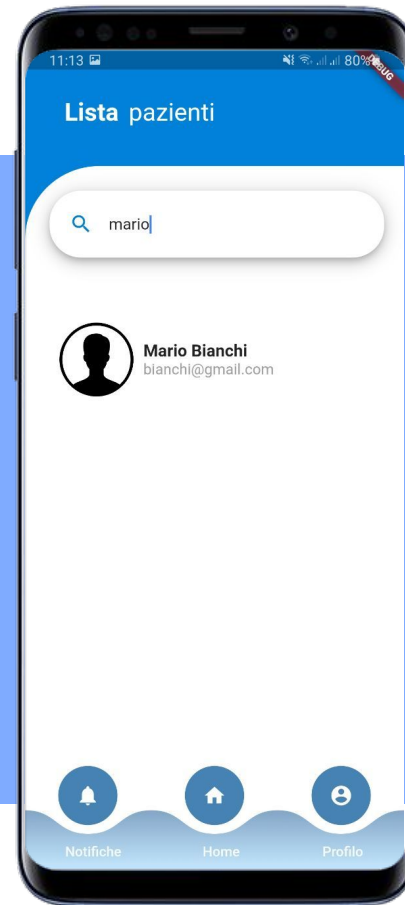 11:13 80%
DEBUG
Lista pazienti
mario
Mario Bianchi
bianchi@gmail.com
Notifiche Home Profilo